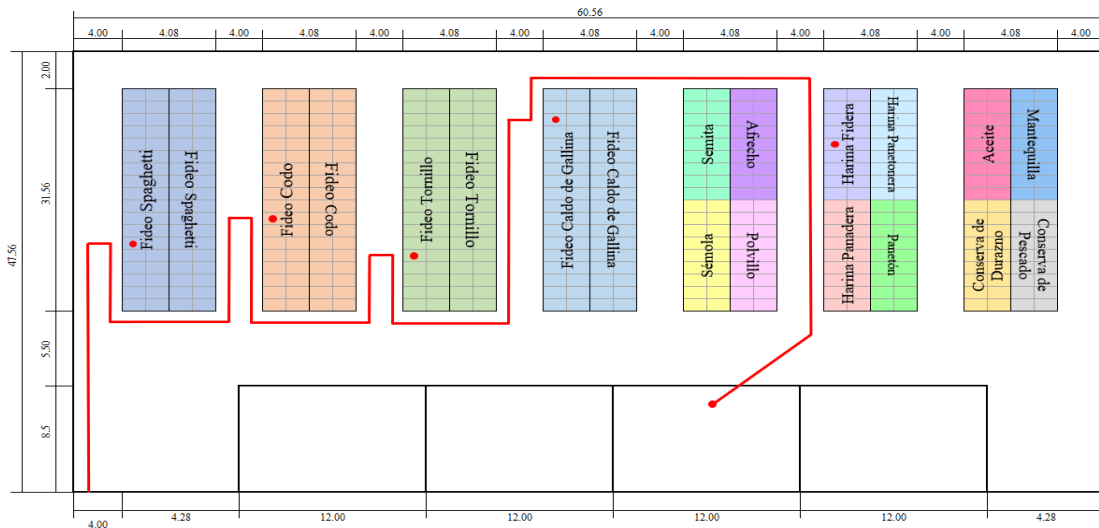 60.56
4.00 4.08 4.00 4.08 4.00 4.08 4.00 4.08 4.00 4.08 4.00 4.08 4.00 4.08 4.00
47.56
2.00
31.56
5.50
8.5
Fideo Spaghetti
Fideo Spaghetti
Fideo Codo
Fideo Codo
Fideo Tornillo
Fideo Tornillo
Fideo Caldo de Gallina
Fideo Caldo de Gallina
Semita
Afrecho
Sémola
Polvillo
Harina Fidera
Harina Panetonera
Harina Panadera
Panetón
Aceite
Mantequilla
Conserva de
Durazno
Conserva de
Pescado
4.00 4.28 12.00 12.00 12.00 12.00 4.28